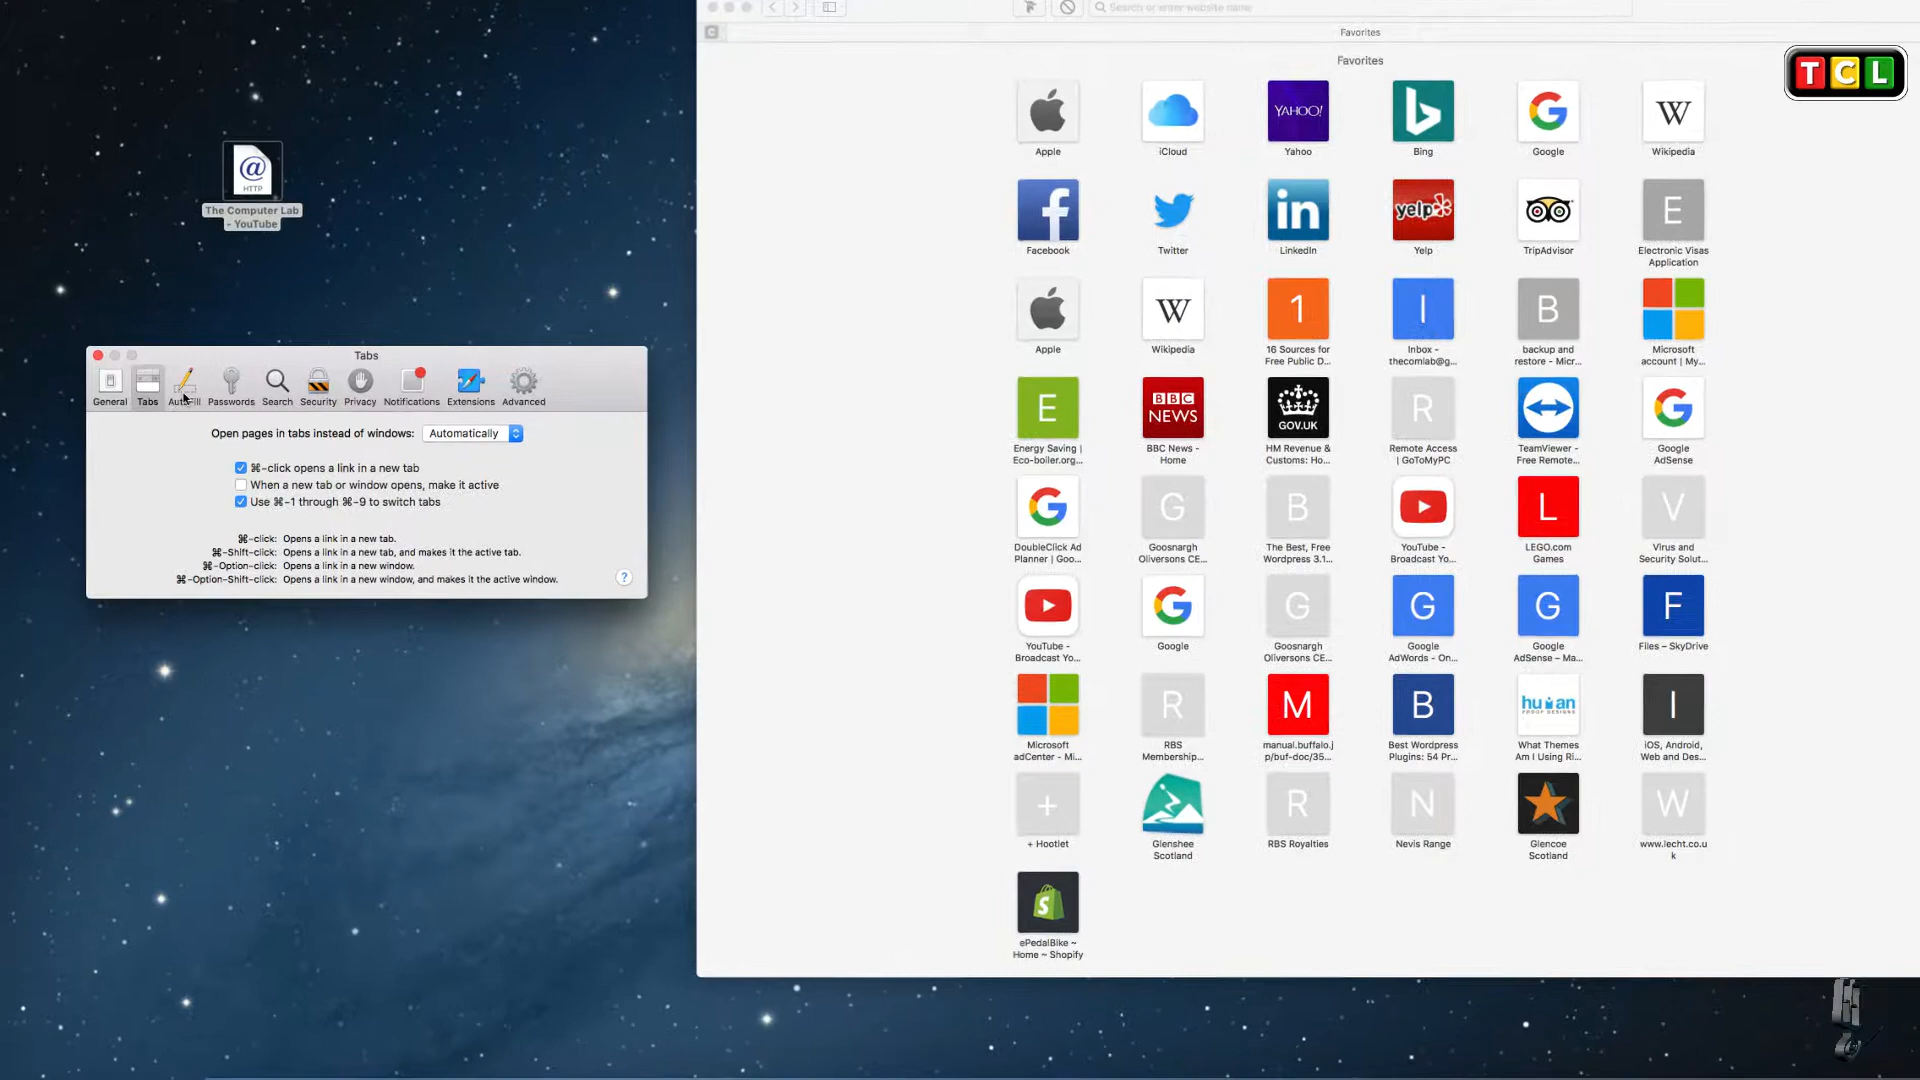 Search or enter website name
Favorites
Favorites
TCL
Apple
iCloud
YAHOO!
Yahoo
Bing
Google
W
Wikipedia
Facebook
Twitter
in
LinkedIn
yelp
Yelp
TripAdvisor
E
Electronic Visas
Application
Apple
W
Wikipedia
1
16 Sources for
Free Public D...
I
Inbox -
thecomlab@g...
B
backup and
restore - Micr...
Microsoft
account | My...
E
Energy Saving |
Eco-boiler.org...
BBC
NEWS
BBC News -
Home
GOV.UK
HM Revenue &
Customs: Ho...
R
Remote Access
| GoToMyPC
TeamViewer -
Free Remote...
Google
AdSense
DoubleClick Ad
Planner | Goo...
G
Goosnargh
Oliversons CE...
B
The Best, Free
Wordpress 3.1...
YouTube -
Broadcast Yo...
L
LEGO.com
Games
V
Virus and
Security Solut...
YouTube -
Broadcast Yo...
Google
G
Goosnargh
Oliversons CE...
G
Google
AdWords - On...
G
Google
AdSense – Ma...
F
Files – SkyDrive
Microsoft
adCenter - Mi...
R
RBS
Membership...
M
manual.buffalo.j
p/buf-doc/35...
B
Best Wordpress
Plugins: 54 Pr...
What Themes
Am I Using Ri...
I
iOS, Android,
Web and Des...
+
+ Hootlet
Glenshee
Scotland
R
RBS Royalties
N
Nevis Range
Glencoe
Scotland
W
www.lecht.co.u
k
ePedalBike ~
Home ~ Shopify
@
HTTP
The Computer Lab
- YouTube
Tabs
General
Tabs
AutoFill
Passwords
Search
Security
Privacy
Notifications
Extensions
Advanced
Open pages in tabs instead of windows: Automatically
⌘-click opens a link in a new tab
When a new tab or window opens, make it active
Use ⌘-1 through ⌘-9 to switch tabs
⌘-click: Opens a link in a new tab.
⌘-Shift-click: Opens a link in a new tab, and makes it the active tab.
⌘-Option-click: Opens a link in a new window.
⌘-Option-Shift-click: Opens a link in a new window, and makes it the active window.
?